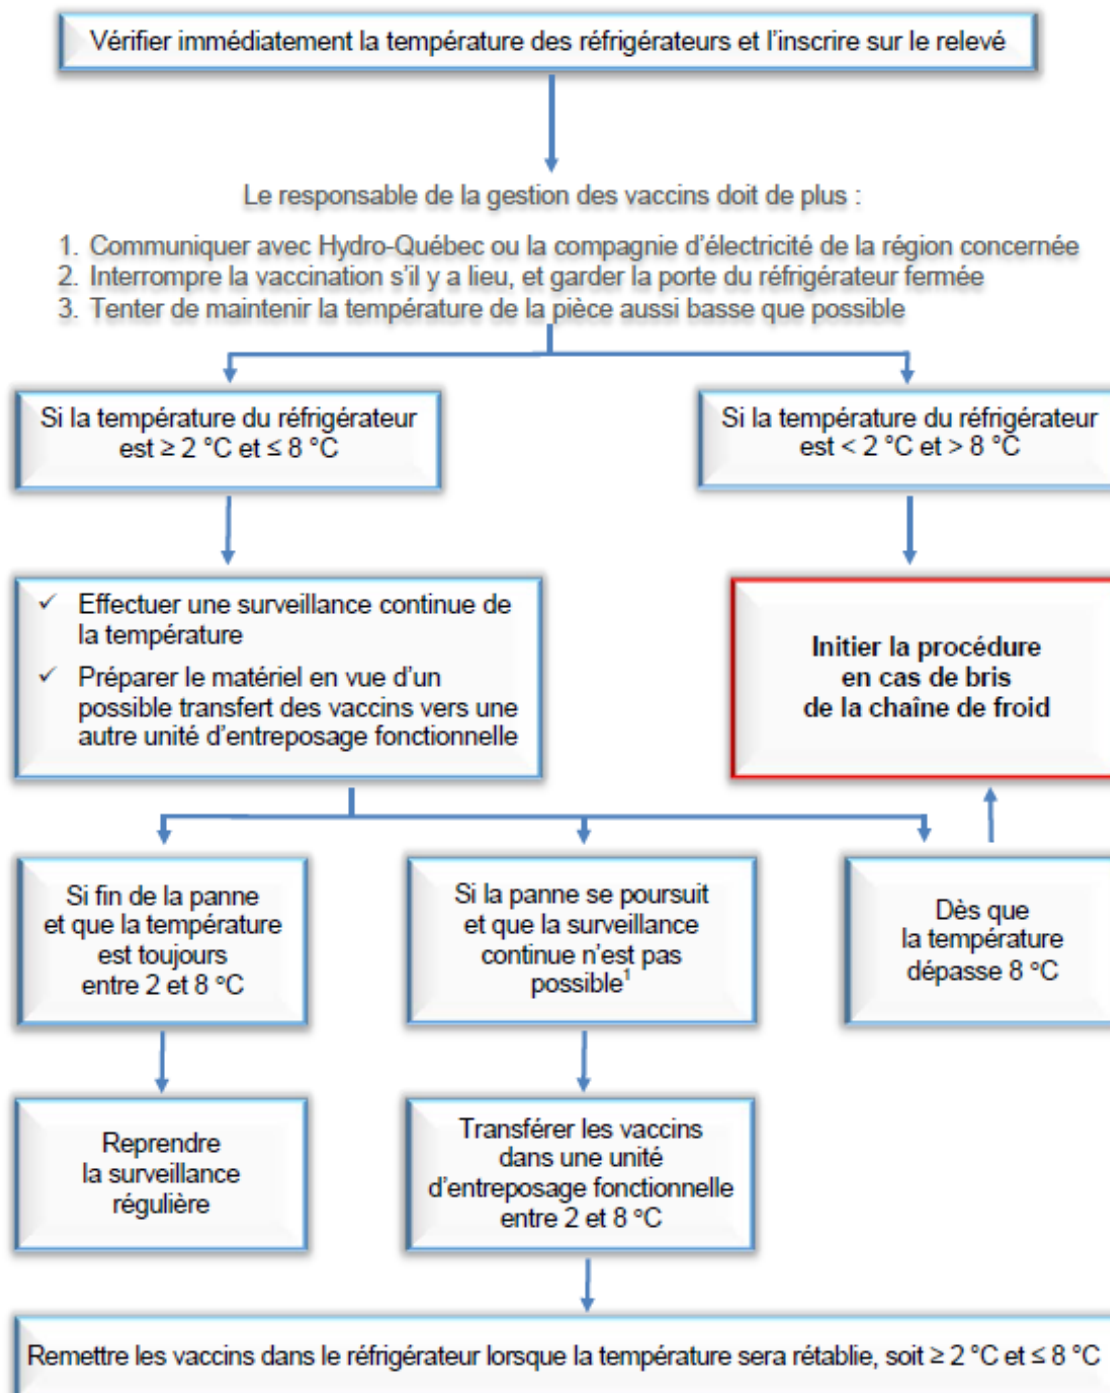 Vérifier immédiatement la température des réfrigérateurs et l'inscrire sur le relevé
Le responsable de la gestion des vaccins doit de plus :
1. Communiquer avec Hydro-Québec ou la compagnie d'électricité de la région concernée
2. Interrompre la vaccination s'il y a lieu, et garder la porte du réfrigérateur fermée
3. Tenter de maintenir la température de la pièce aussi basse que possible
Si la température du réfrigérateur
est ≥ 2 °C et ≤ 8 °C
Si la température du réfrigérateur
est < 2 °C et > 8 °C
✓ Effectuer une surveillance continue de
la température
✓ Préparer le matériel en vue d'un
possible transfert des vaccins vers une
autre unité d'entreposage fonctionnelle
Initier la procédure
en cas de bris
de la chaîne de froid
Si fin de la panne
et que la température
est toujours
entre 2 et 8 °C
Si la panne se poursuit
et que la surveillance
continue n'est pas
possible¹
Dès que
la température
dépasse 8 °C
Reprendre
la surveillance
régulière
Transférer les vaccins
dans une unité
d'entreposage fonctionnelle
entre 2 et 8 °C
Remettre les vaccins dans le réfrigérateur lorsque la température sera rétablie, soit ≥ 2 °C et ≤ 8 °C